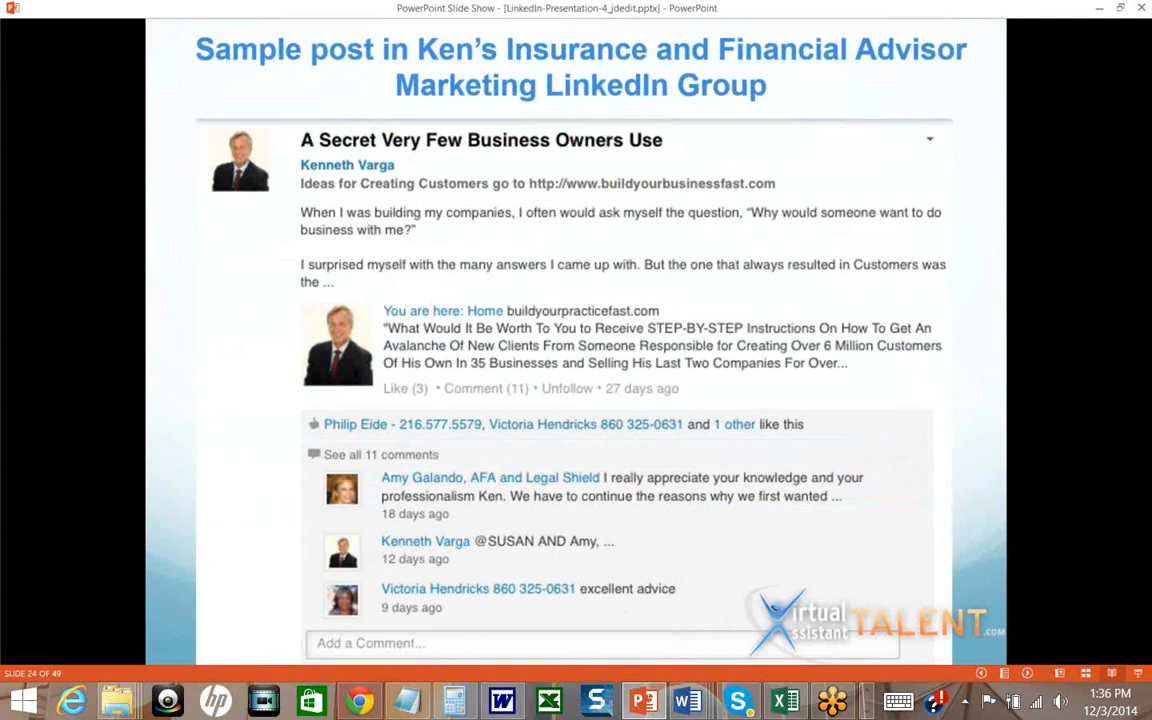 PowerPoint Slide Show - [LinkedIn-Presentation-4_jdedit.pptx] - PowerPoint
Sample post in Ken's Insurance and Financial Advisor
Marketing LinkedIn Group
A Secret Very Few Business Owners Use
Kenneth Varga
Ideas for Creating Customers go to http://www.buildyourbusinessfast.com
When I was building my companies, I often would ask myself the question, "Why would someone want to do
business with me?"
I surprised myself with the many answers I came up with. But the one that always resulted in Customers was
the ...
You are here: Home buildyourpracticefast.com
"What Would It Be Worth To You to Receive STEP-BY-STEP Instructions On How To Get An
Avalanche Of New Clients From Someone Responsible for Creating Over 6 Million Customers
Of His Own In 35 Businesses and Selling His Last Two Companies For Over...
Like (3) • Comment (11) • Unfollow • 27 days ago
Philip Eide - 216.577.5579, Victoria Hendricks 860 325-0631 and 1 other like this
See all 11 comments
Amy Galando, AFA and Legal Shield I really appreciate your knowledge and your
professionalism Ken. We have to continue the reasons why we first wanted ...
18 days ago
Kenneth Varga @SUSAN AND Amy, ...
12 days ago
Victoria Hendricks 860 325-0631 excellent advice
9 days ago
Add a Comment...
Virtual
Assistant TALENT.com
SLIDE 24 OF 49
1:36 PM
12/3/2014